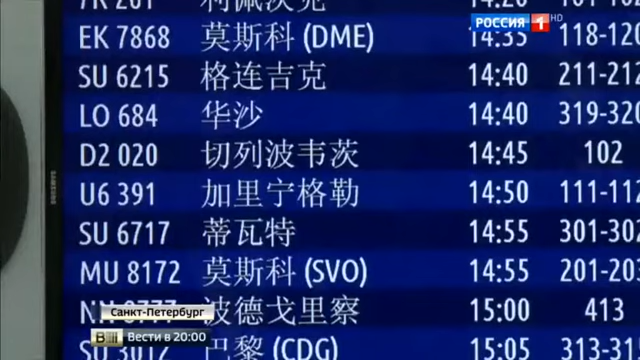 РОССИЯ 1 HD
EK 7868 莫斯科 (DME) 14:35 118-120
SU 6215 格连吉克 14:40 211-212
LO 684 华沙 14:40 319-320
D2 020 切列波韦茨 14:45 102
U6 391 加里宁格勒 14:50 111-112
SU 6717 蒂瓦特 14:55 301-302
MU 8172 莫斯科 (SVO) 14:55 201-203
波德戈里察 15:00 413
SU 3012 巴黎 (CDG) 15:05 313-31
SAMSUNG
Санкт-Петербург
Вести в 20:00